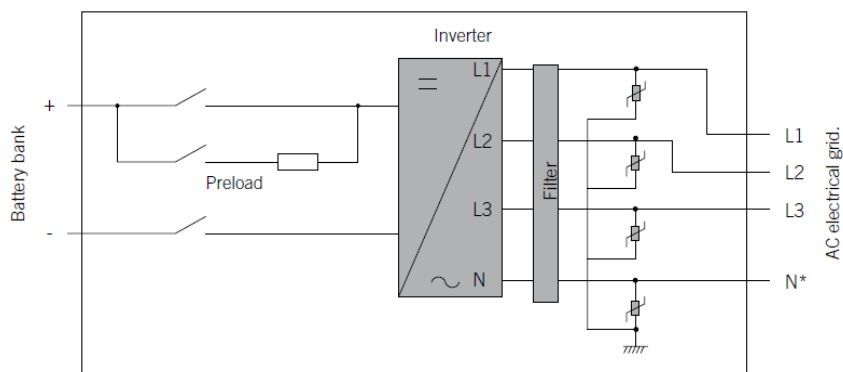 Inverter
Battery bank
+
Preload
-
L1
L2
L3
N
Filter
L1
L2
L3
N*
AC electrical grid.